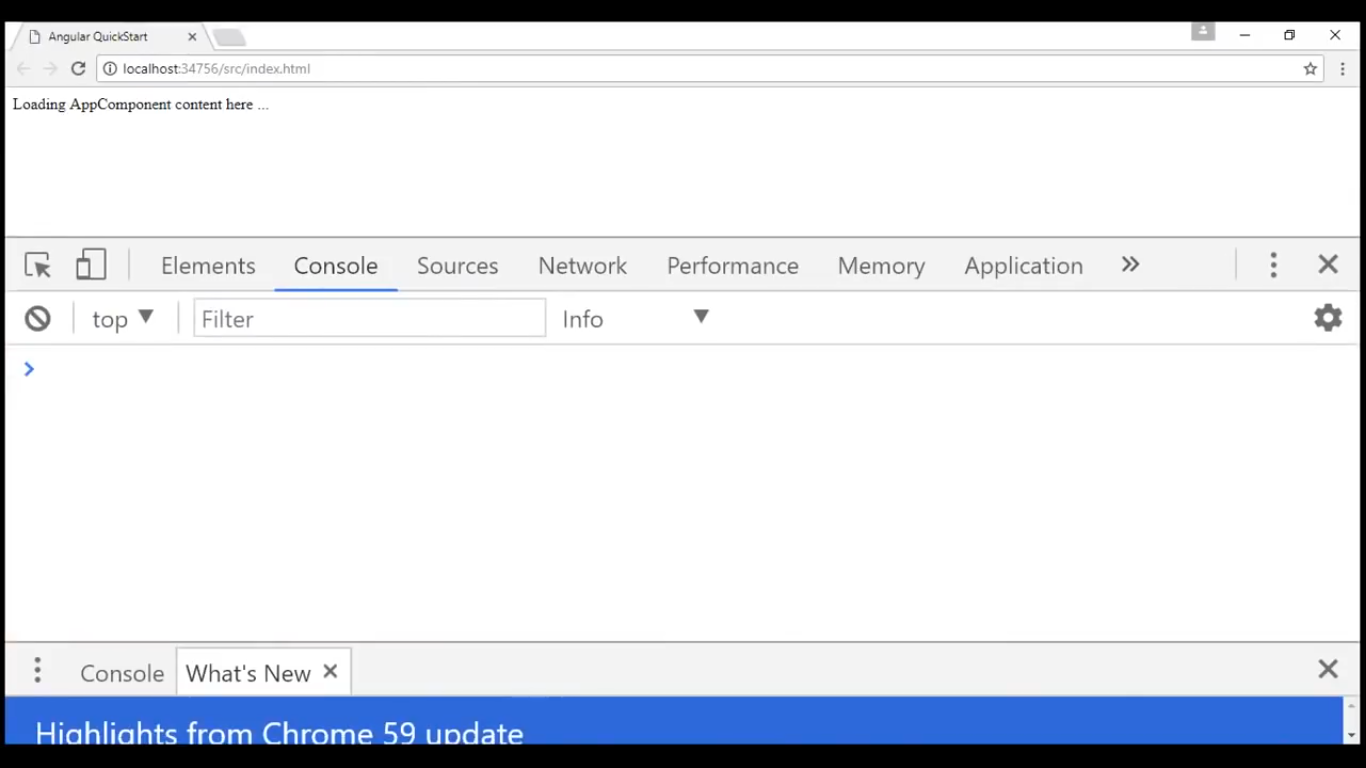 Angular QuickStart
localhost:34756/src/index.html
Loading AppComponent content here ...
Elements Console Sources Network Performance Memory Application
top Filter Info
Console What's New
Highlights from Chrome 59 update